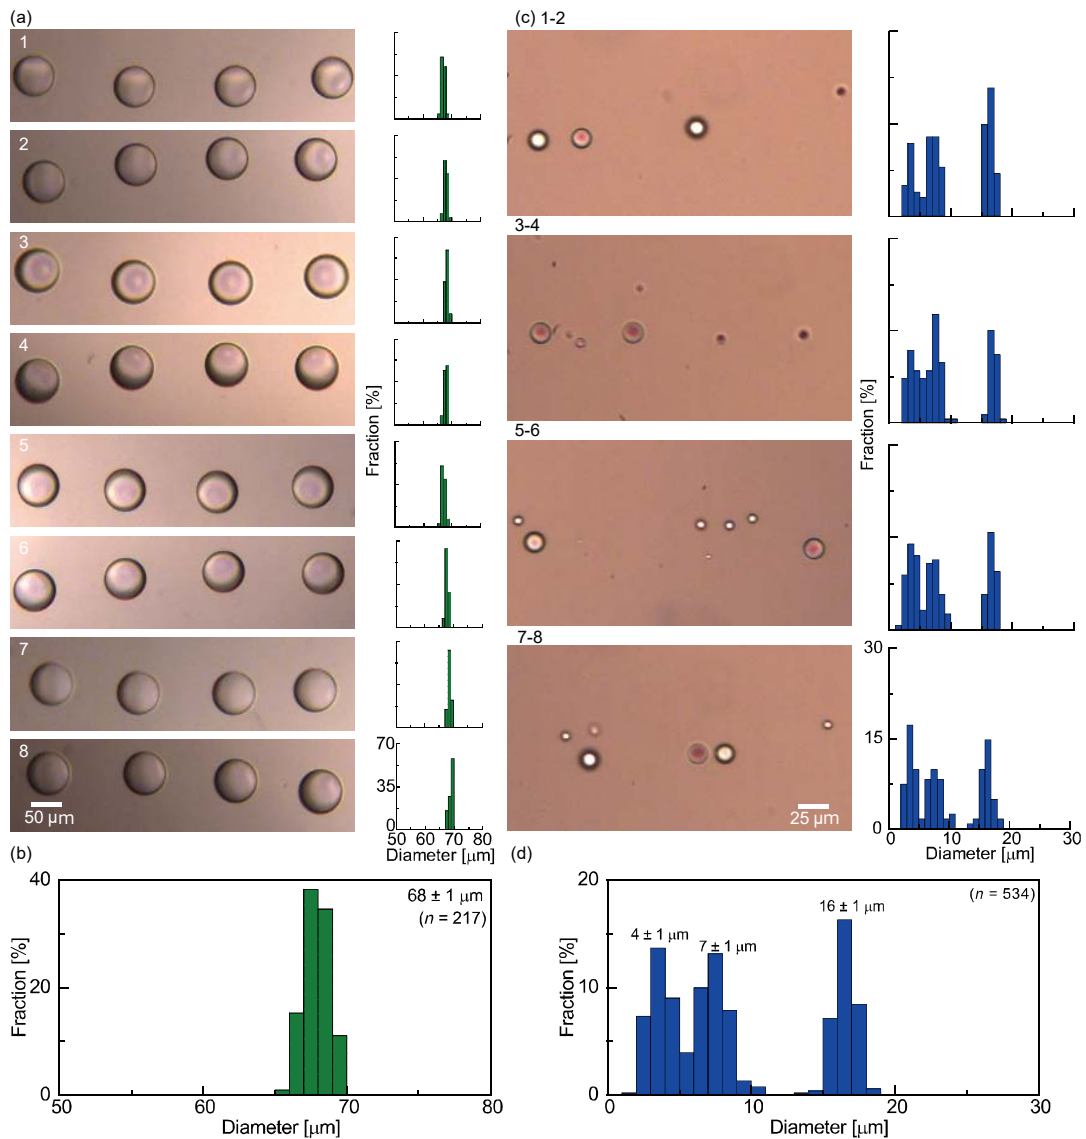 (a)
1
2
3
4
5
6
7
8
50 µm
Fraction [%]
70
35
0
50 60 70 80
Diameter [µm]
(c) 1-2
3-4
5-6
7-8
25 µm
Fraction [%]
30
15
0
0 10 20 30
Diameter [µm]
(b)
40
20
0
50 60 70 80
Fraction [%]
Diameter [µm]
68 ± 1 µm
(n = 217)
(d)
20
10
0
0 10 20 30
Fraction [%]
Diameter [µm]
4 ± 1 µm
7 ± 1 µm
16 ± 1 µm
(n = 534)